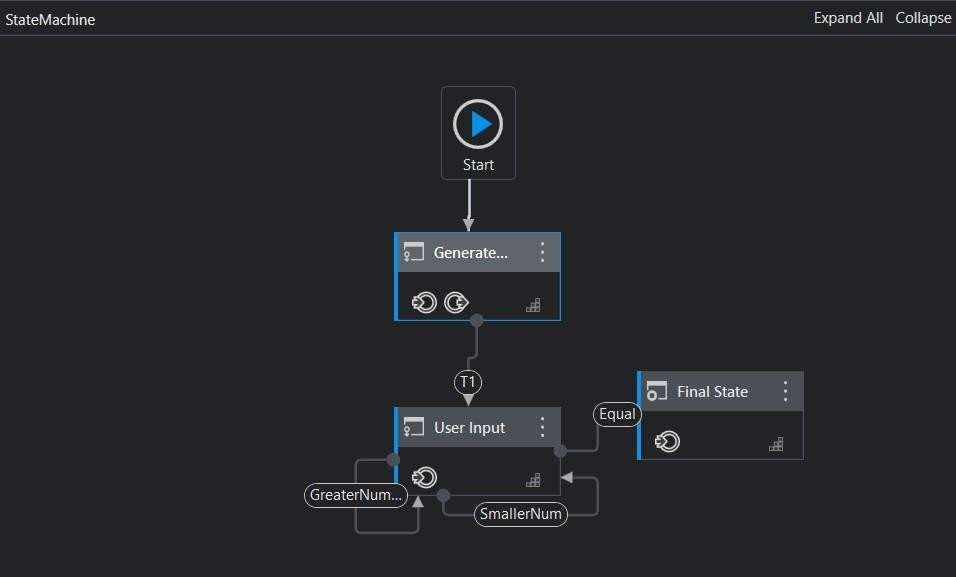 StateMachine
Expand All Collapse
Start
Generate...
T1
User Input
Equal
Final State
GreaterNum...
SmallerNum